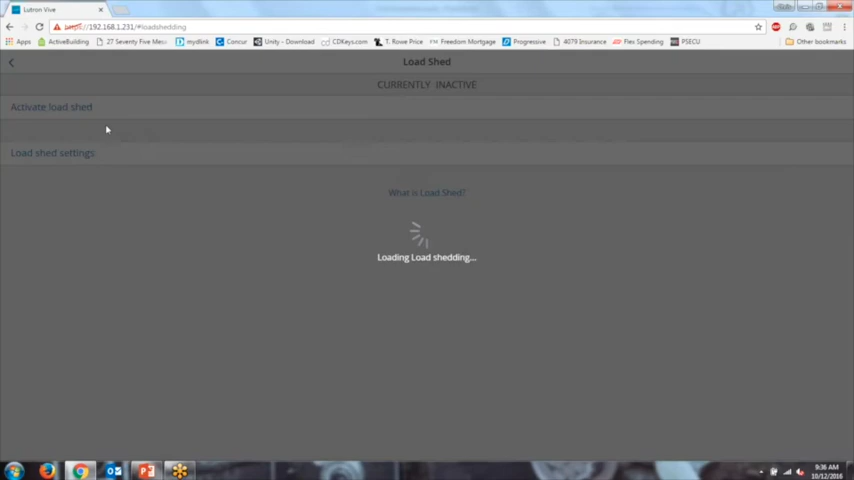 Lutron Vive
https://192.168.1.231/#loadshedding
Apps ActiveBuilding 27 Seventy Five Mesa mydlink Concur Unity - Download CDKeys.com T. Rowe Price Freedom Mortgage 4079 Insurance Progressive Flex Spending PSECU Other bookmarks
Load Shed
CURRENTLY INACTIVE
Activate load shed
Load shed settings
What is Load Shed?
Loading Load shedding...
9:36 AM
10/12/2016